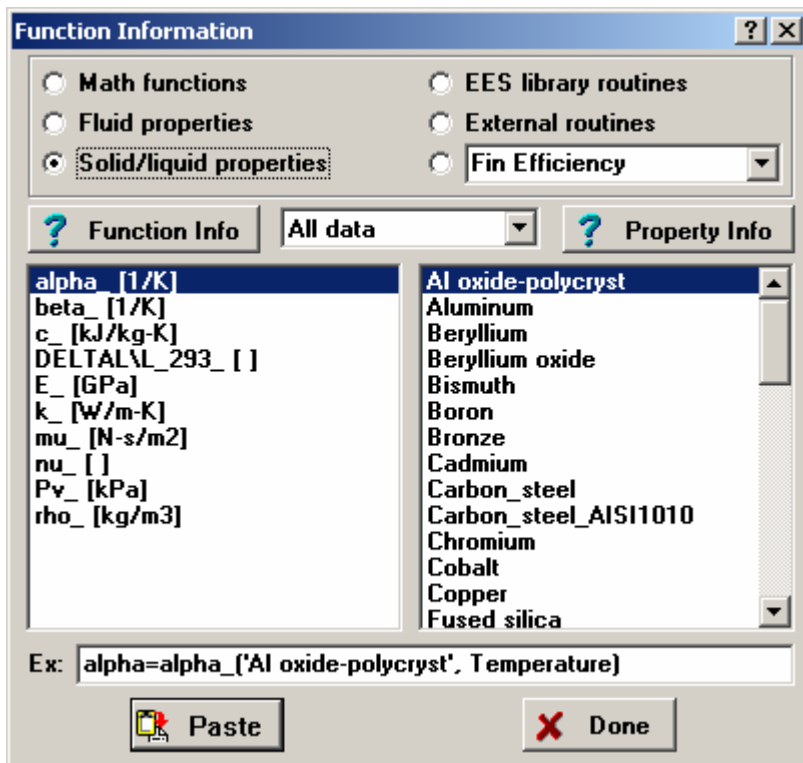 Function Information
Math functions
EES library routines
Fluid properties
External routines
Solid/liquid properties
Fin Efficiency
? Function Info
All data
? Property Info
alpha_ [1/K]
beta_ [1/K]
c_ [kJ/kg-K]
DELTAL\L_293_ [ ]
E_ [GPa]
k_ [W/m-K]
mu_ [N-s/m2]
nu_ [ ]
Pv_ [kPa]
rho_ [kg/m3]
Al oxide-polycryst
Aluminum
Beryllium
Beryllium oxide
Bismuth
Boron
Bronze
Cadmium
Carbon_steel
Carbon_steel_AISI1010
Chromium
Cobalt
Copper
Fused silica
Ex: alpha=alpha_('Al oxide-polycryst', Temperature)
Paste
Done